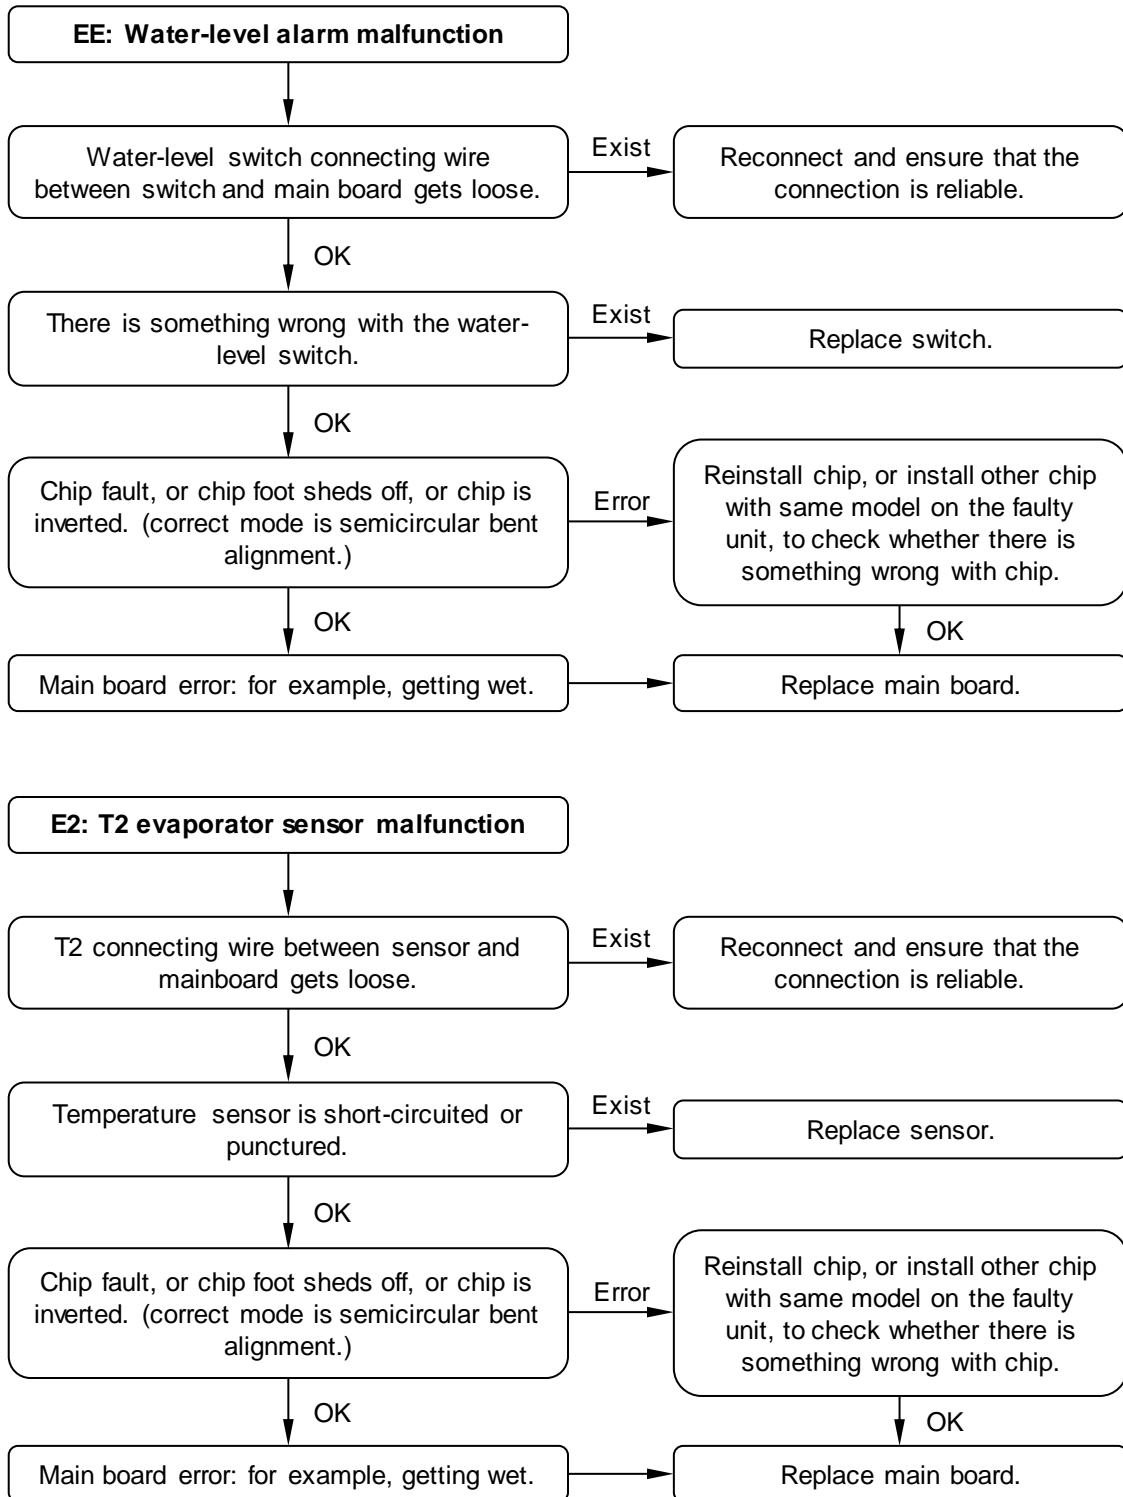 EE: Water-level alarm malfunction
Water-level switch connecting wire
between switch and main board gets loose.
Exist
Reconnect and ensure that the
connection is reliable.
OK
There is something wrong with the water-
level switch.
Exist
Replace switch.
OK
Chip fault, or chip foot sheds off, or chip is
inverted. (correct mode is semicircular bent
alignment.)
Error
Reinstall chip, or install other chip
with same model on the faulty
unit, to check whether there is
something wrong with chip.
OK
OK
Main board error: for example, getting wet.
Replace main board.
E2: T2 evaporator sensor malfunction
T2 connecting wire between sensor and
mainboard gets loose.
Exist
Reconnect and ensure that the
connection is reliable.
OK
Temperature sensor is short-circuited or
punctured.
Exist
Replace sensor.
OK
Chip fault, or chip foot sheds off, or chip is
inverted. (correct mode is semicircular bent
alignment.)
Error
Reinstall chip, or install other chip
with same model on the faulty
unit, to check whether there is
something wrong with chip.
OK
OK
Main board error: for example, getting wet.
Replace main board.